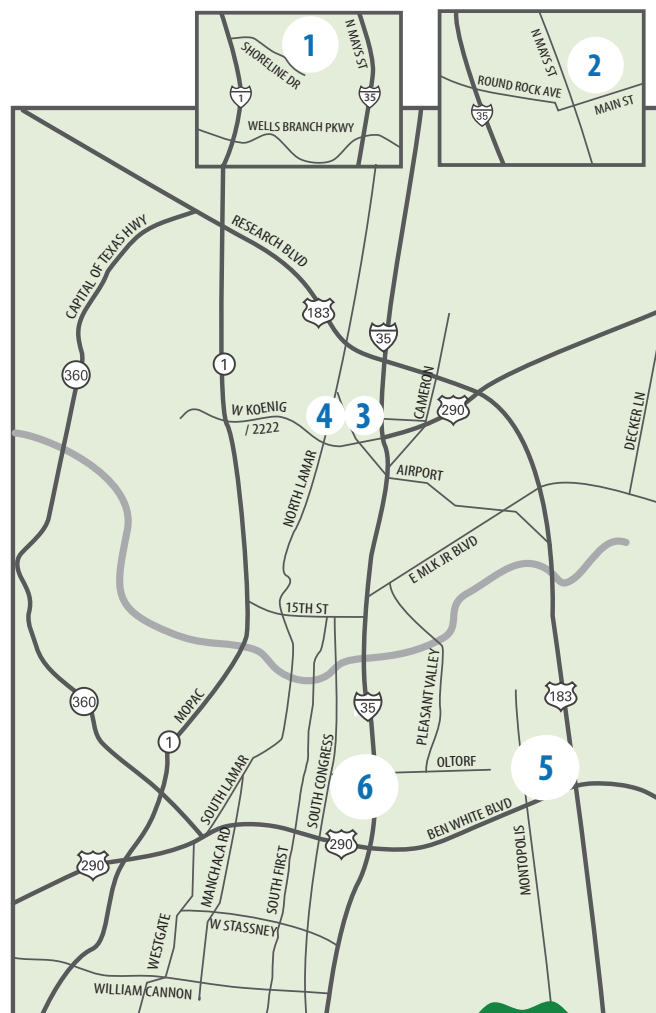 1
SHORELINE DR
N MAYS ST
1
35
WELLS BRANCH PKWY
N MAYS ST
2
ROUND ROCK AVE
MAIN ST
35
CAPITAL OF TEXAS HWY
RESEARCH BLVD
183
35
1
360
CAMERON
W KOENIG
/ 2222
4
3
290
DECKER LN
NORTH LAMAR
AIRPORT
E MLK JR BLVD
15TH ST
PLEASANT VALLEY
360
MOPAC
35
183
1
SOUTH LAMAR
SOUTH CONGRESS
6
OLTORF
5
BEN WHITE BLVD
290
290
MANCHACA RD
SOUTH FIRST
MONTOPOLIS
WESTGATE
W STASSNEY
WILLIAM CANNON